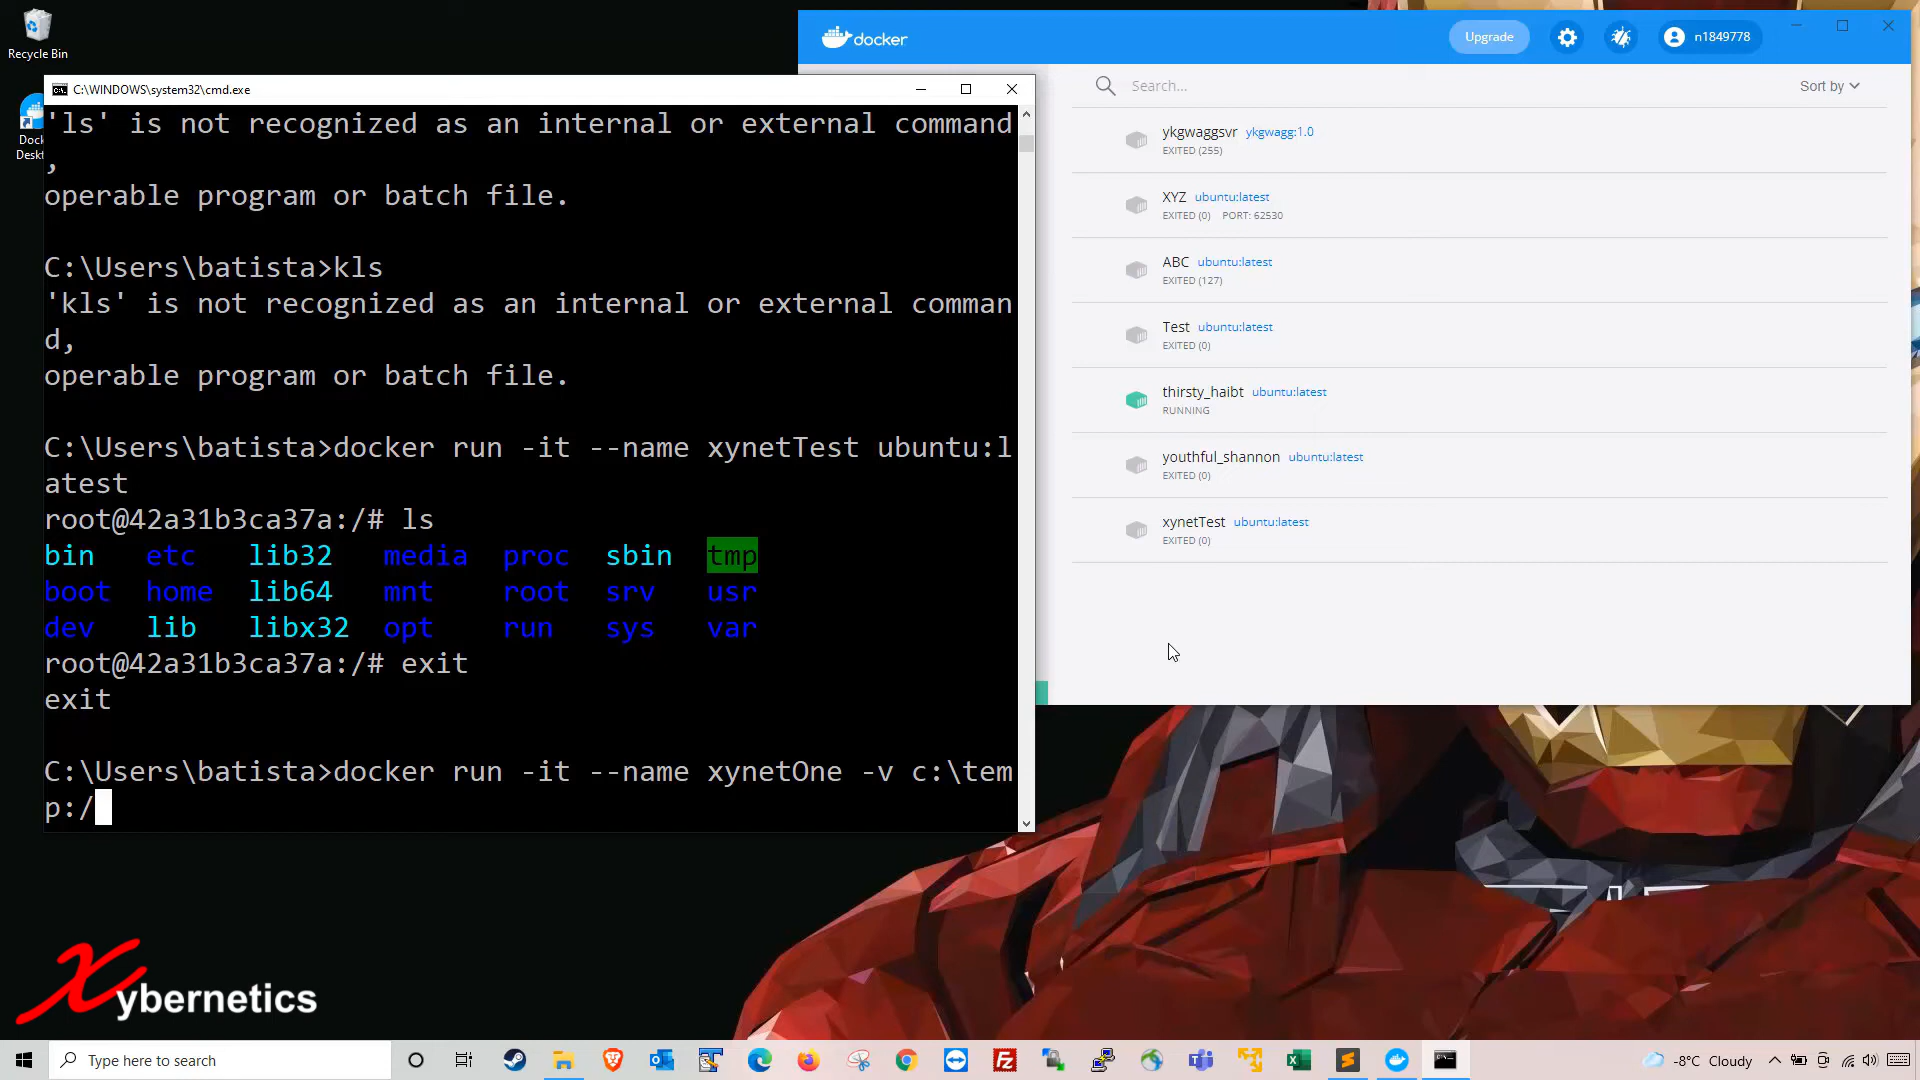 Recycle Bin
Dock
Deskt
C:\WINDOWS\system32\cmd.exe
'ls' is not recognized as an internal or external command
,
operable program or batch file.
C:\Users\batista>kls
'kls' is not recognized as an internal or external comman
d,
operable program or batch file.
C:\Users\batista>docker run -it --name xynetTest ubuntu:l
atest
root@42a31b3ca37a:/# ls
bin etc lib32 media proc sbin tmp
boot home lib64 mnt root srv usr
dev lib libx32 opt run sys var
root@42a31b3ca37a:/# exit
exit
C:\Users\batista>docker run -it --name xynetOne -v c:\tem
p:/
docker
Upgrade
n1849778
Search...
Sort by
ykgwaggsvr ykgwagg:1.0
EXITED (255)
XYZ ubuntu:latest
EXITED (0) PORT: 62530
ABC ubuntu:latest
EXITED (127)
Test ubuntu:latest
EXITED (0)
thirsty_haibt ubuntu:latest
RUNNING
youthful_shannon ubuntu:latest
EXITED (0)
xynetTest ubuntu:latest
EXITED (0)
Xybernetics
Type here to search
-8°C Cloudy